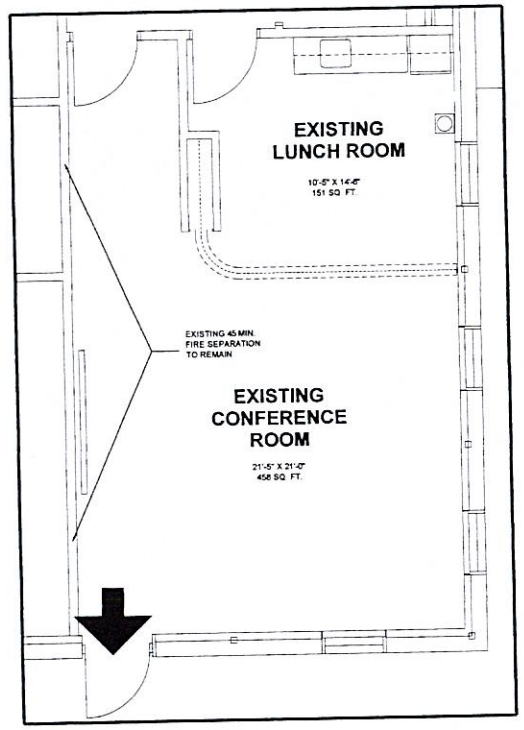 EXISTING
LUNCH ROOM
10'-5" X 14'-6"
151 SQ. FT.
EXISTING 45 MIN.
FIRE SEPARATION
TO REMAIN
EXISTING
CONFERENCE
ROOM
21'-5" X 21'-0"
458 SQ. FT.